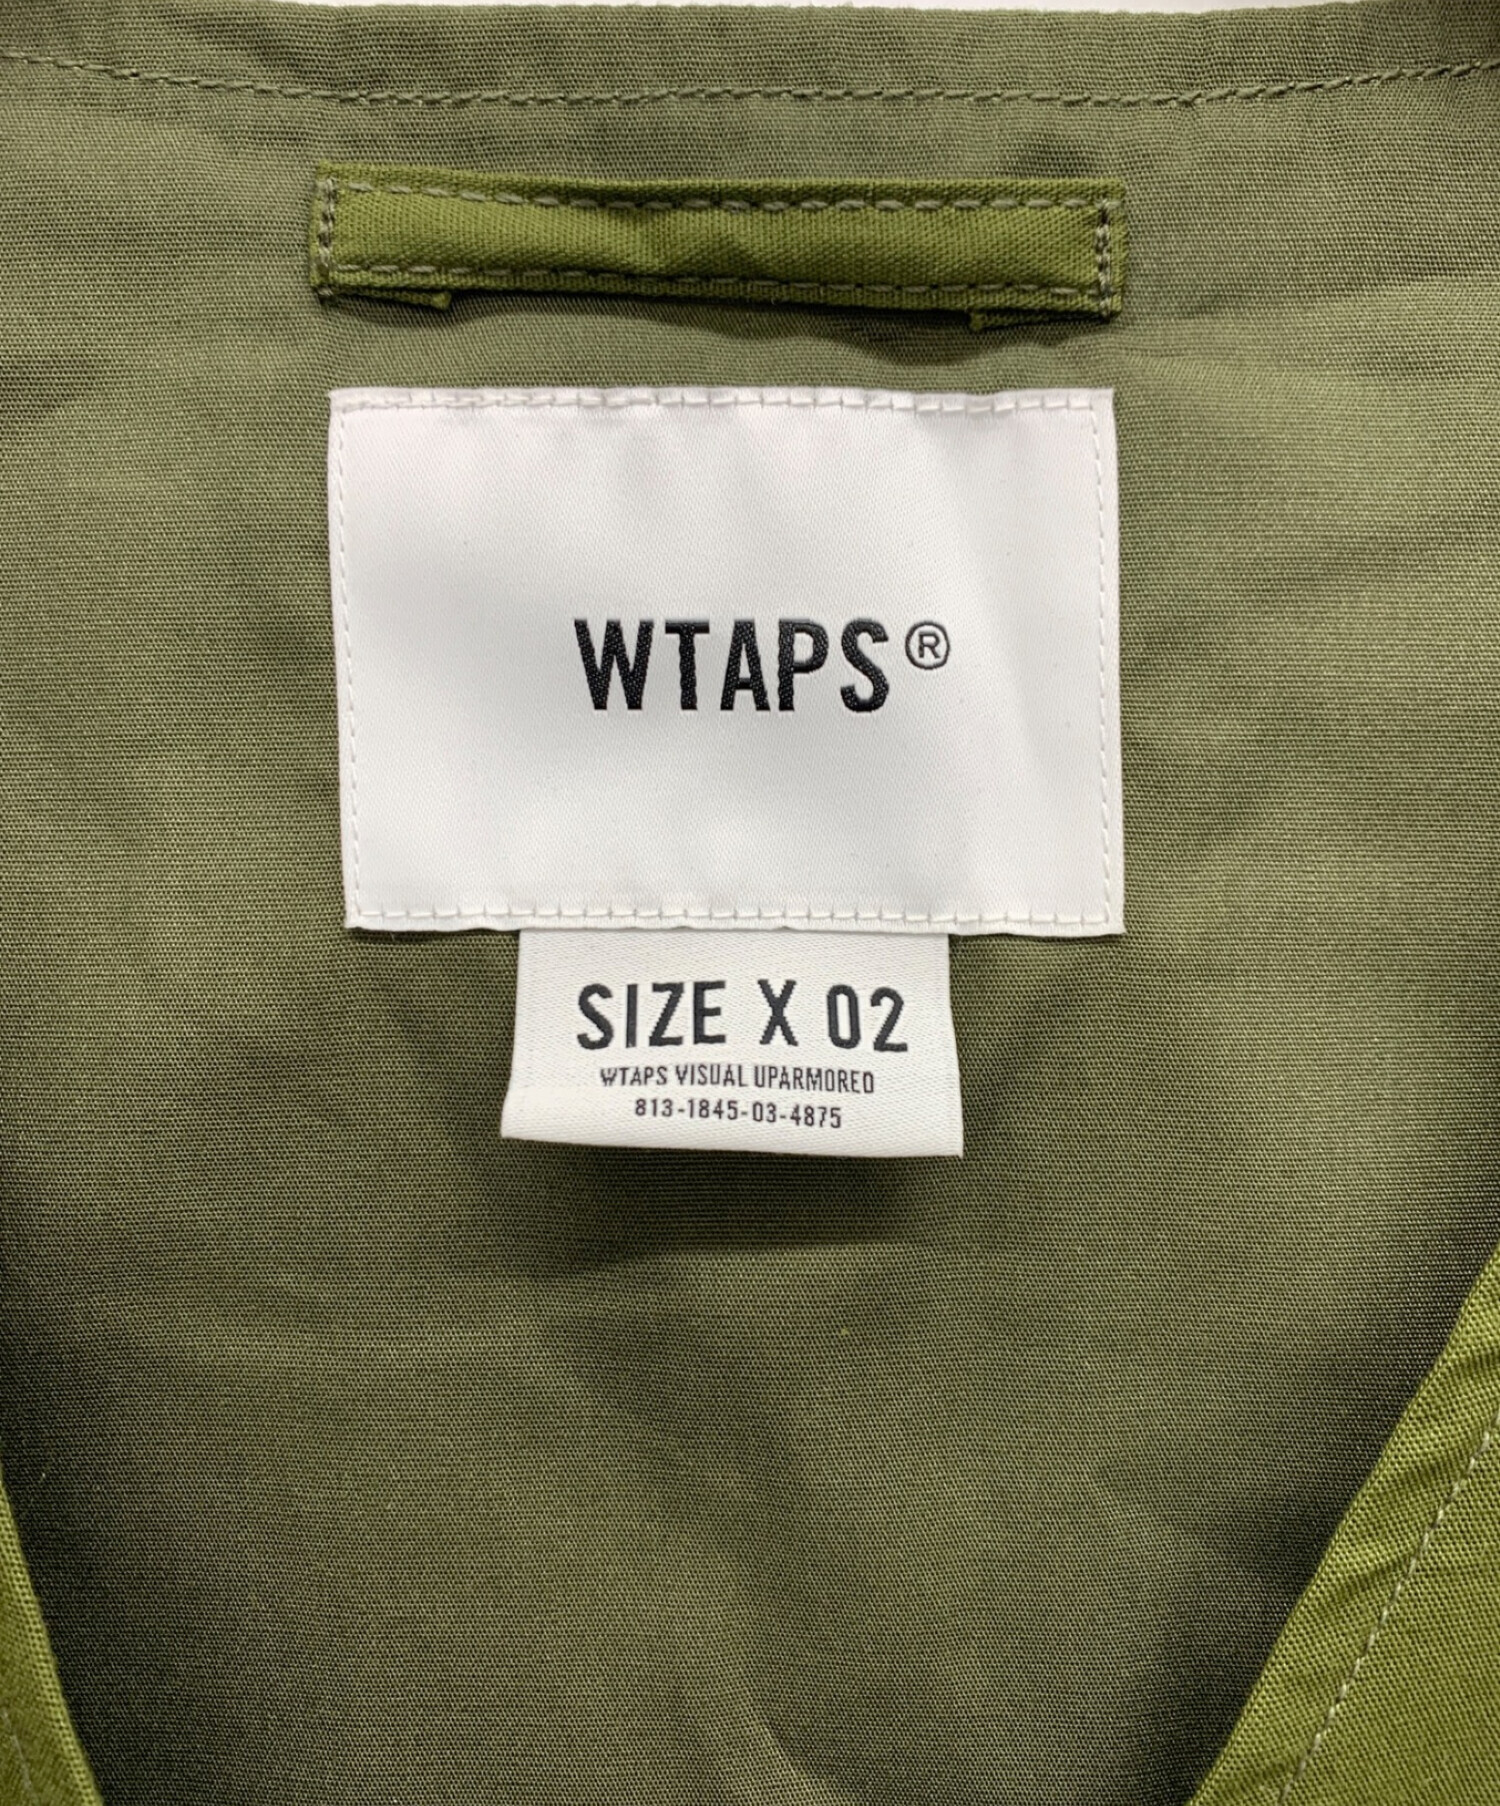 WTAPS®
SIZE X 02
WTAPS VISUAL UPARMORED
813-1845-03-4875